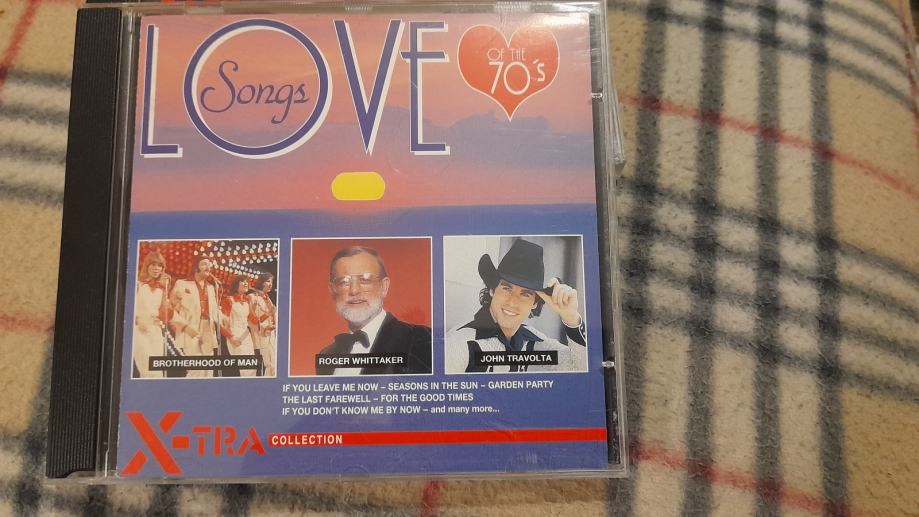 LOVE
Songs
OF THE
70's
BROTHERHOOD OF MAN
ROGER WHITTAKER
JOHN TRAVOLTA
IF YOU LEAVE ME NOW – SEASONS IN THE SUN – GARDEN PARTY
THE LAST FAREWELL – FOR THE GOOD TIMES
IF YOU DON'T KNOW ME BY NOW – and many more...
X-TRA COLLECTION